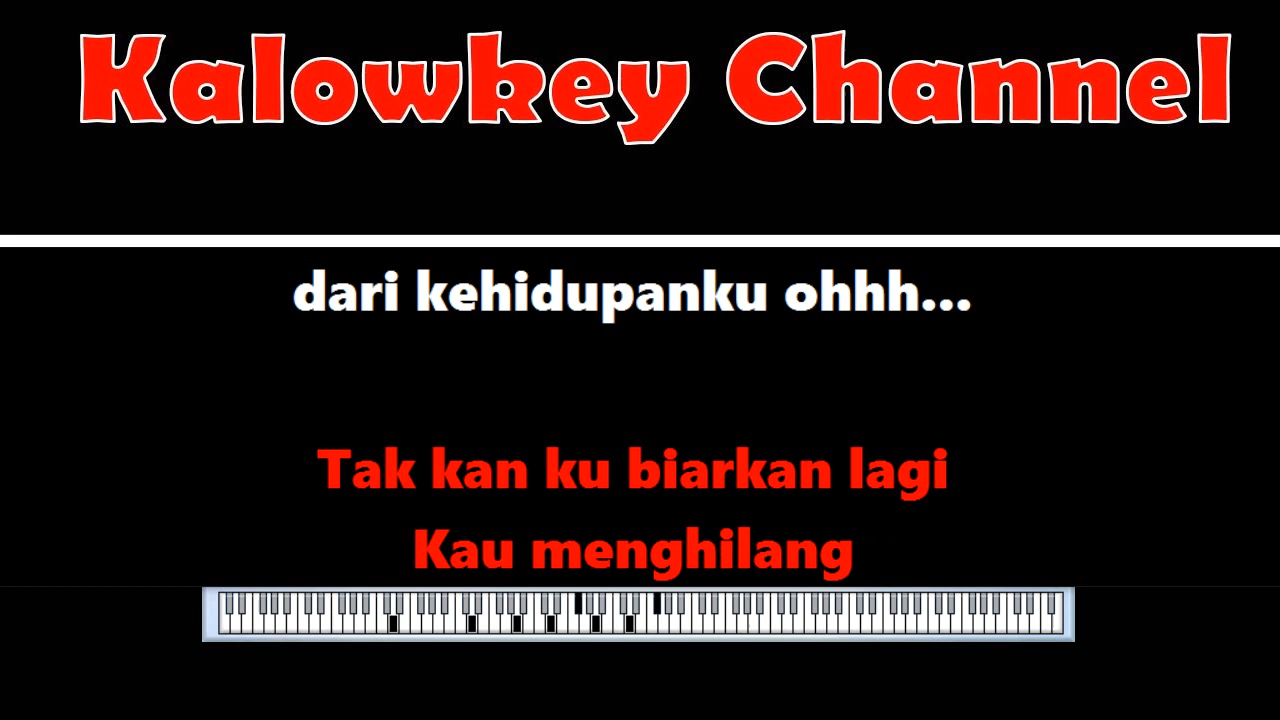 Kalowkey Channel
dari kehidupanku ohhh...
Tak kan ku biarkan lagi
Kau menghilang